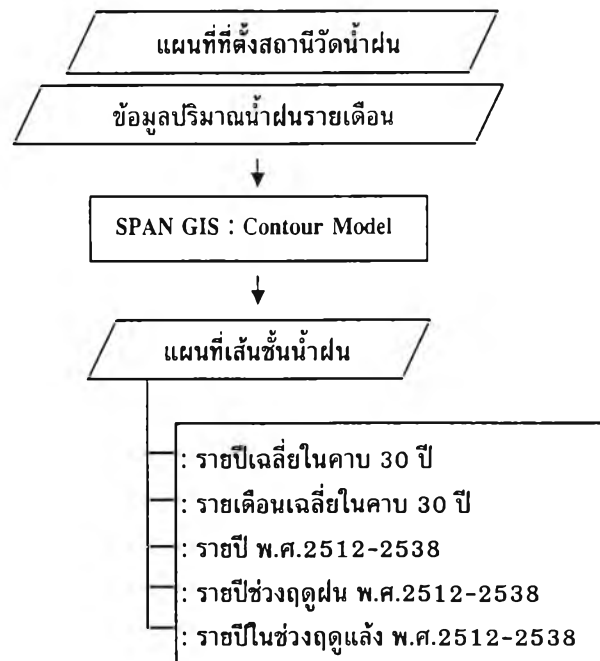 แผนที่ที่ตั้งสถานีวัดน้ำฝน
ข้อมูลปริมาณน้ำฝนรายเดือน
SPAN GIS : Contour Model
แผนที่เส้นชั้นน้ำฝน
: รายปีเฉลี่ยในคาบ 30 ปี
: รายเดือนเฉลี่ยในคาบ 30 ปี
: รายปี พ.ศ.2512-2538
: รายปีช่วงฤดูฝน พ.ศ.2512-2538
: รายปีในช่วงฤดูแล้ง พ.ศ.2512-2538